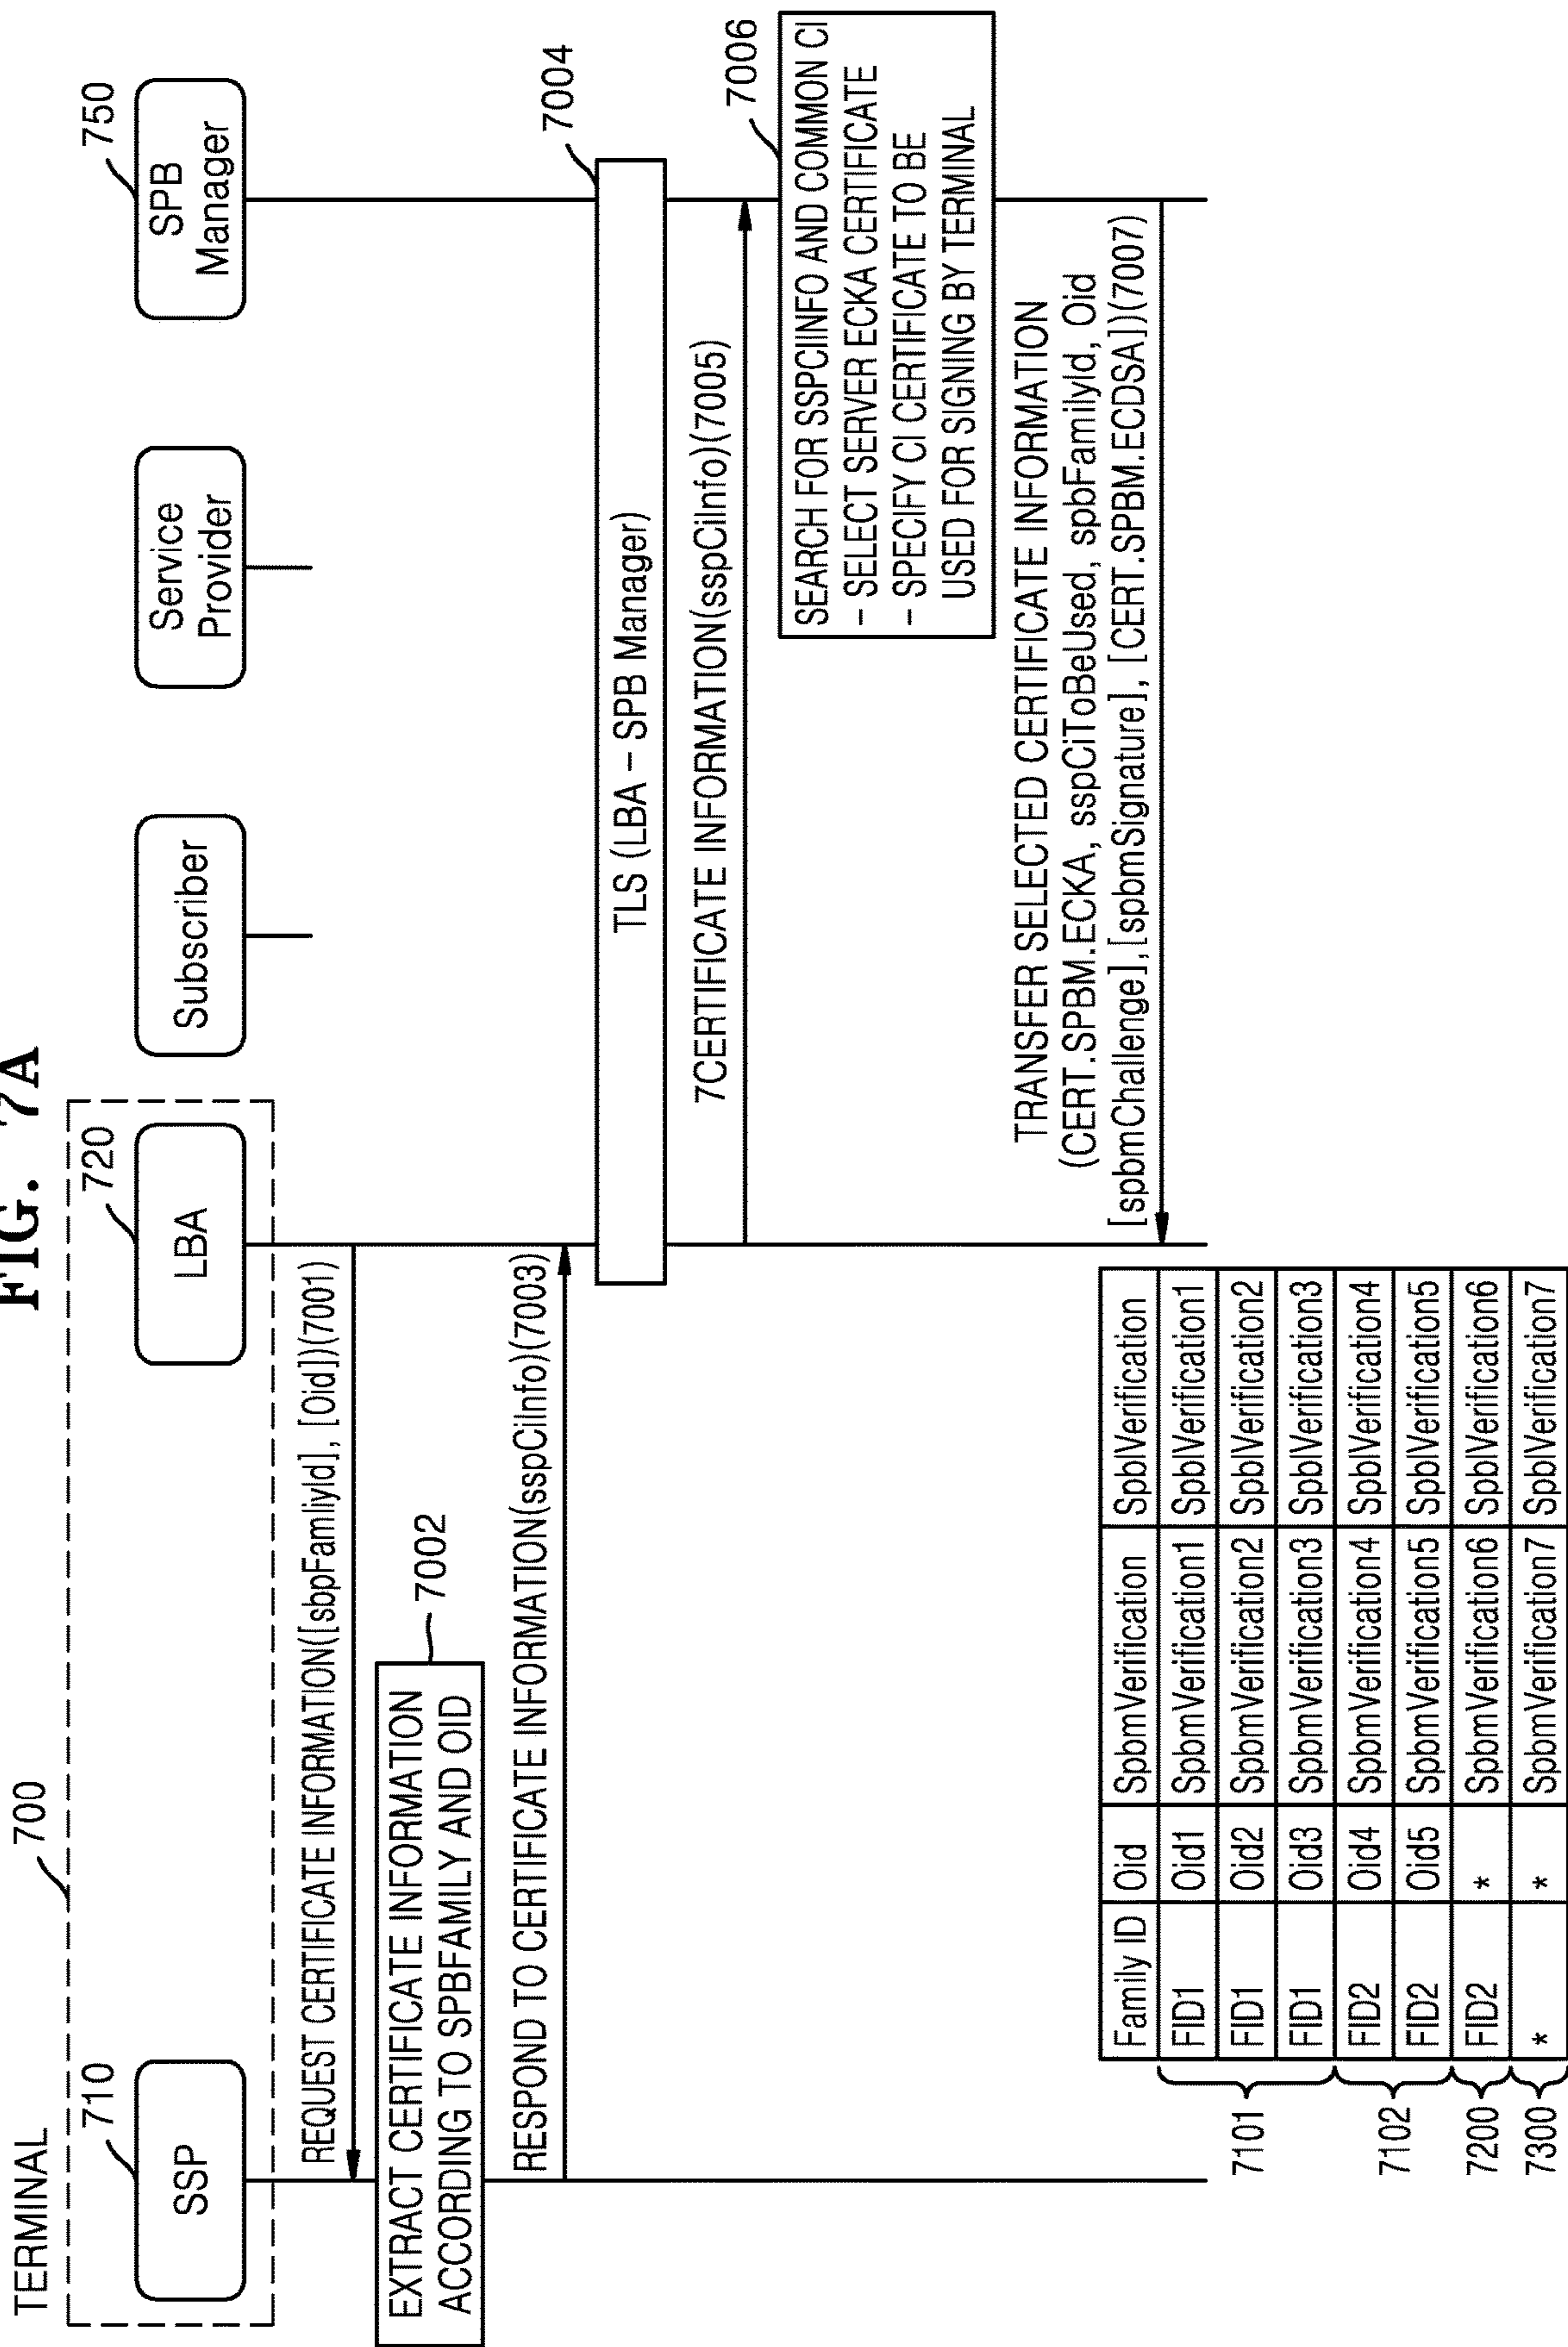 FIG. 7A
TERMINAL
700
710
SSP
720
LBA
Subscriber
Service
Provider
750
SPB
Manager
REQUEST CERTIFICATE INFORMATION([sbpFamliyId], [Oid])(7001)
EXTRACT CERTIFICATE INFORMATION
ACCORDING TO SPBFAMILY AND OID
7002
RESPOND TO CERTIFICATE INFORMATION(sspCiInfo)(7003)
TLS (LBA – SPB Manager)
7004
7CERTIFICATE INFORMATION(sspCiInfo)(7005)
7006
SEARCH FOR SSPCIINFO AND COMMON CI
– SELECT SERVER ECKA CERTIFICATE
– SPECIFY CI CERTIFICATE TO BE
USED FOR SIGNING BY TERMINAL
TRANSFER SELECTED CERTIFICATE INFORMATION
(CERT.SPBM.ECKA, sspCiToBeUsed, spbFamilyId, Oid
[spbmChallenge],[spbmSignature], [CERT.SPBM.ECDSA])(7007)
Family ID Oid SpbmVerification SpblVerification
FID1 Oid1 SpbmVerification1 SpblVerification1
FID1 Oid2 SpbmVerification2 SpblVerification2
FID1 Oid3 SpbmVerification3 SpblVerification3
FID2 Oid4 SpbmVerification4 SpblVerification4
FID2 Oid5 SpbmVerification5 SpblVerification5
FID2 * SpbmVerification6 SpblVerification6
* * SpbmVerification7 SpblVerification7
7101
7102
7200
7300